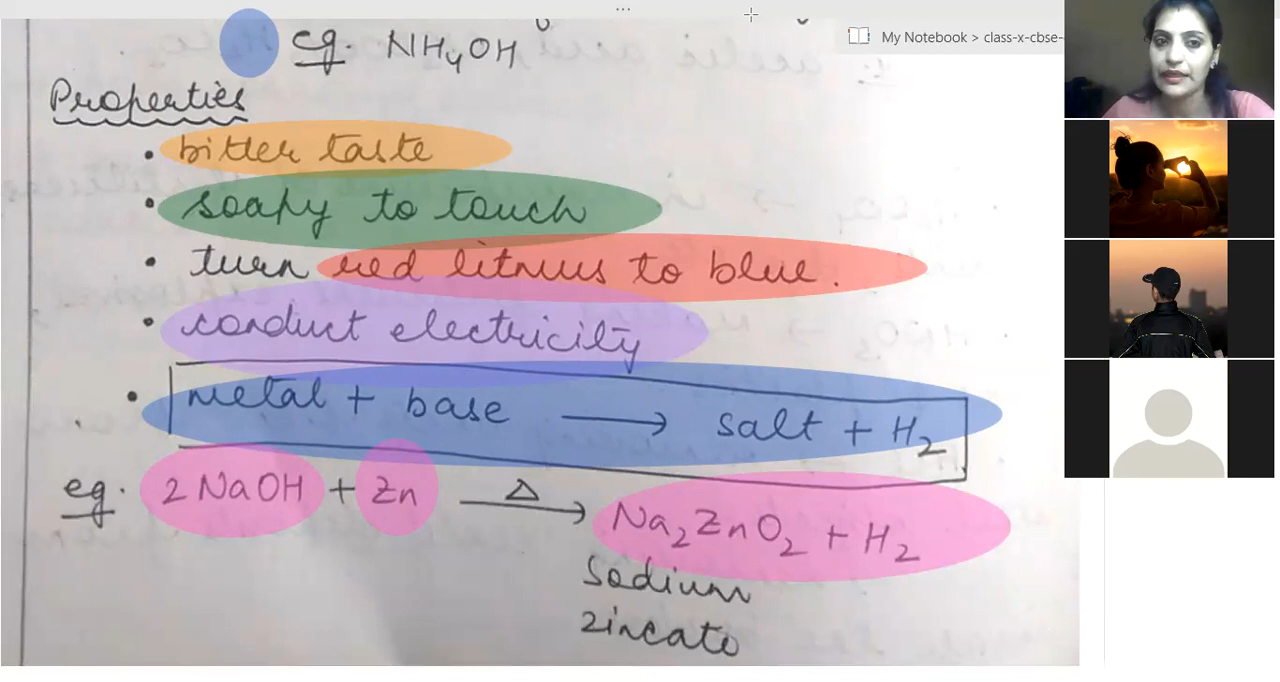 eg. NH4OH
My Notebook > class-x-cbse-
Properties
• bitter taste
• soapy to touch
• turn red litmus to blue.
• conduct electricity
• metal + base → salt + H2
eg. 2NaOH + Zn —Δ→ Na2ZnO2 + H2
Sodium
zincate